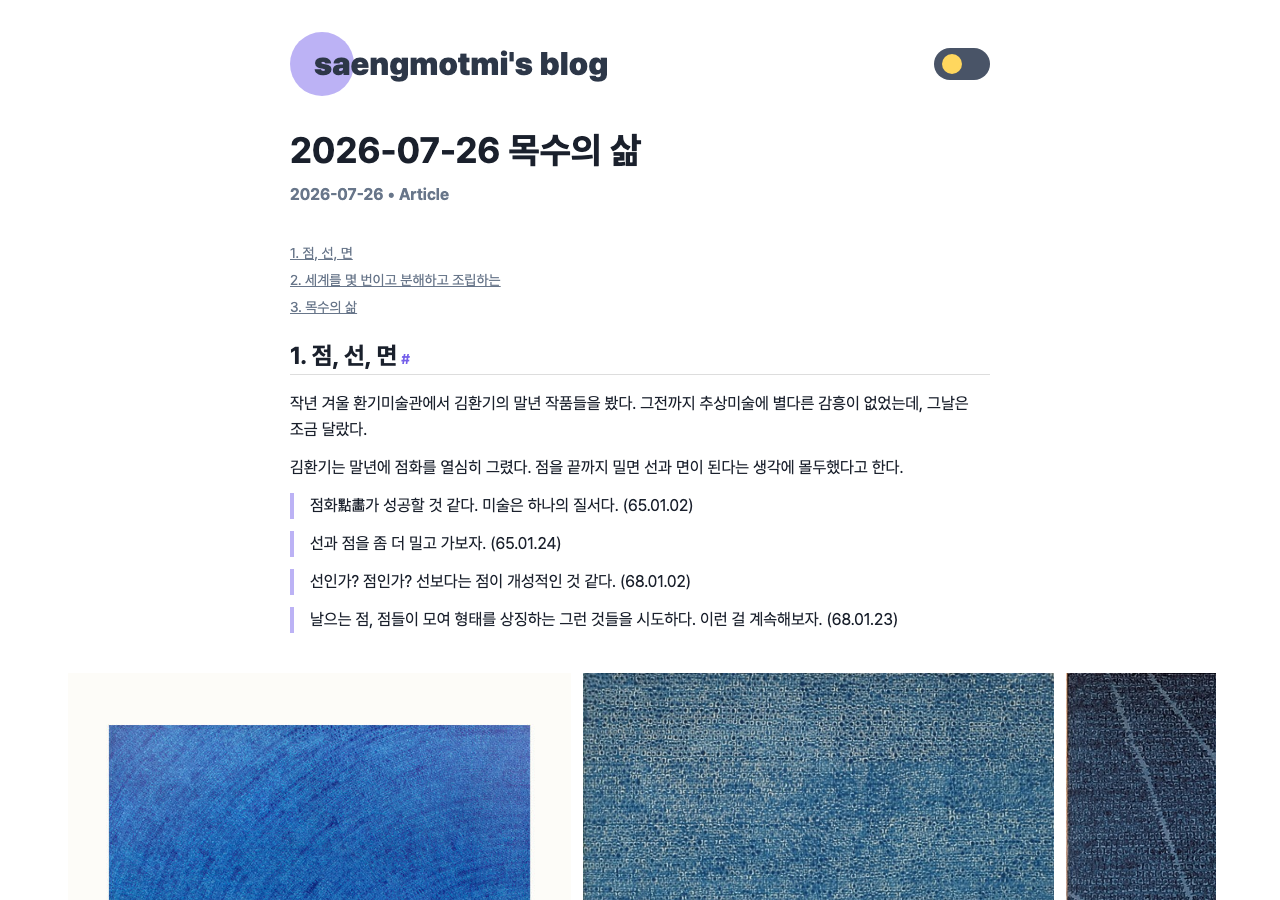 saengmotmi's blog
2026-07-26 목수의 삶
2026-07-26 • Article
1. 점, 선, 면
2. 세계를 몇 번이고 분해하고 조립하는
3. 목수의 삶
1. 점, 선, 면 #
작년 겨울 환기미술관에서 김환기의 말년 작품들을 봤다. 그전까지 추상미술에 별다른 감흥이 없었는데, 그날은
조금 달랐다.
김환기는 말년에 점화를 열심히 그렸다. 점을 끝까지 밀면 선과 면이 된다는 생각에 몰두했다고 한다.
점화點畵가 성공할 것 같다. 미술은 하나의 질서다. (65.01.02)
선과 점을 좀 더 밀고 가보자. (65.01.24)
선인가? 점인가? 선보다는 점이 개성적인 것 같다. (68.01.02)
날으는 점, 점들이 모여 형태를 상징하는 그런 것들을 시도하다. 이런 걸 계속해보자. (68.01.23)